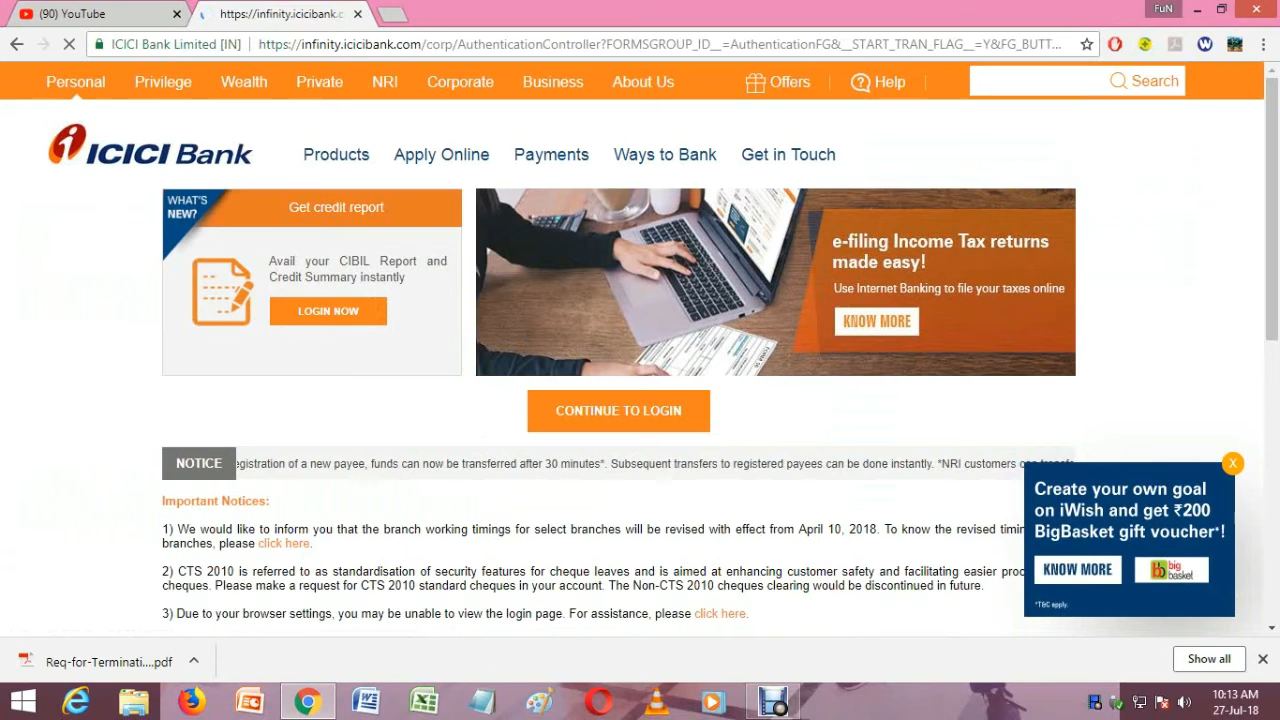 (90) YouTube
https://infinity.icicibank.c
FuN
ICICI Bank Limited [IN] https://infinity.icicibank.com/corp/AuthenticationController?FORMSGROUP_ID__=AuthenticationFG&__START_TRAN_FLAG__=Y&FG_BUTT...
Personal Privilege Wealth Private NRI Corporate Business About Us Offers Help Search
ICICI Bank
Products Apply Online Payments Ways to Bank Get in Touch
WHAT'S
NEW?
Get credit report
Avail your CIBIL Report and
Credit Summary instantly
LOGIN NOW
e-filing Income Tax returns
made easy!
Use Internet Banking to file your taxes online
KNOW MORE
CONTINUE TO LOGIN
NOTICE egistration of a new payee, funds can now be transferred after 30 minutes*. Subsequent transfers to registered payees can be done instantly. *NRI customers
Important Notices:
1) We would like to inform you that the branch working timings for select branches will be revised with effect from April 10, 2018. To know the revised timin
branches, please click here.
2) CTS 2010 is referred to as standardisation of security features for cheque leaves and is aimed at enhancing customer safety and facilitating easier proc
cheques. Please make a request for CTS 2010 standard cheques in your account. The Non-CTS 2010 cheques clearing would be discontinued in future.
3) Due to your browser settings, you may be unable to view the login page. For assistance, please click here.
X
Create your own goal
on iWish and get ₹200
BigBasket gift voucher*!
KNOW MORE
bb big basket
*T&C apply.
Req-for-Terminati....pdf
Show all
10:13 AM
27-Jul-18